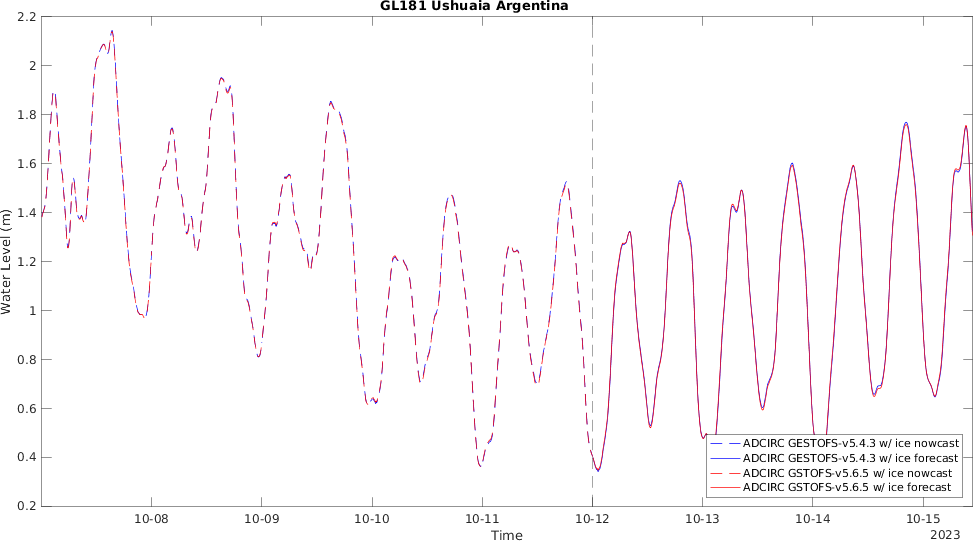 GL181 Ushuaia Argentina
2.2
2
1.8
1.6
1.4
1.2
1
0.8
0.6
0.4
0.2
Water Level (m)
ADCIRC GESTOFS-v5.4.3 w/ ice nowcast
ADCIRC GESTOFS-v5.4.3 w/ ice forecast
ADCIRC GSTOFS-v5.6.5 w/ ice nowcast
ADCIRC GSTOFS-v5.6.5 w/ ice forecast
10-08 10-09 10-10 10-11 10-12 10-13 10-14 10-15
Time
2023